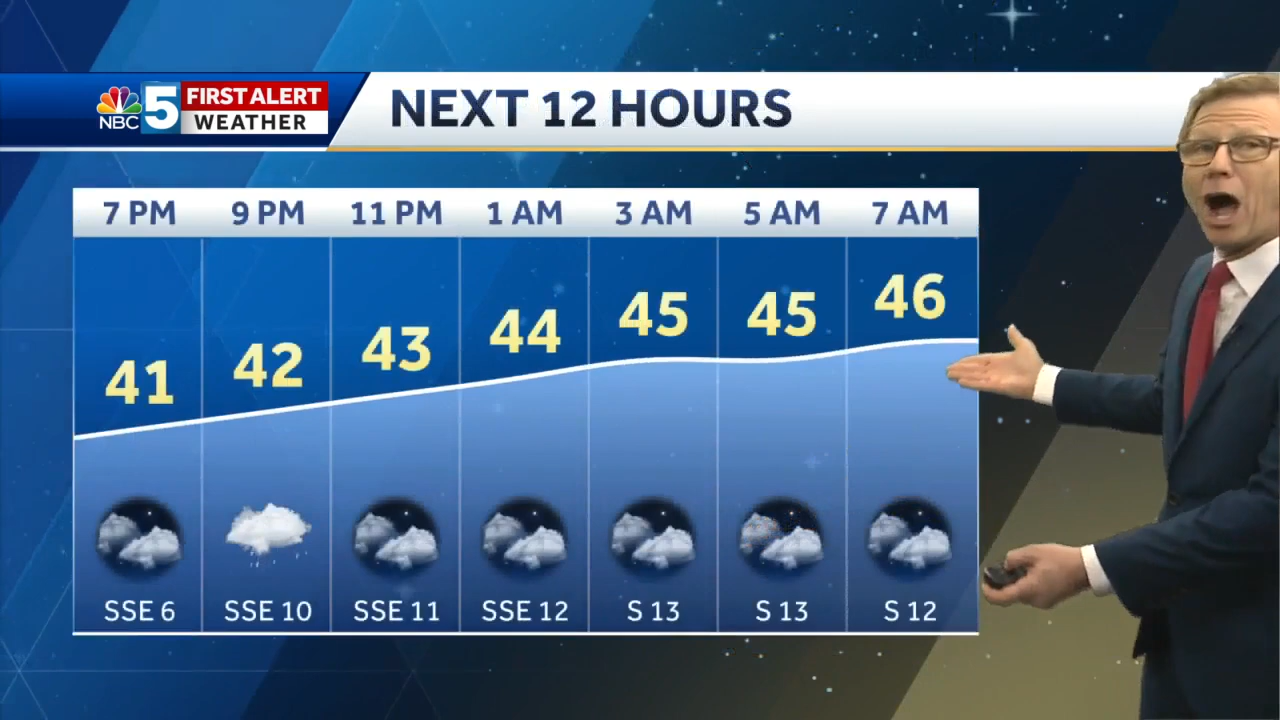 NBC 5 FIRST ALERT WEATHER
NEXT 12 HOURS
7 PM 9 PM 11 PM 1 AM 3 AM 5 AM 7 AM
41 42 43 44 45 45 46
SSE 6 SSE 10 SSE 11 SSE 12 S 13 S 13 S 12